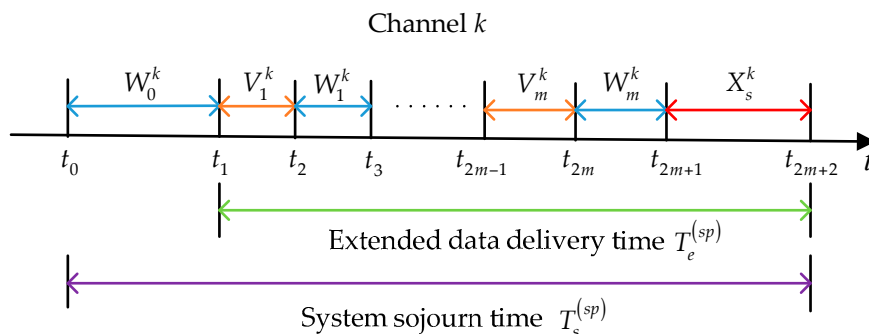 Channel k
W_0^k V_1^k W_1^k ...... V_m^k W_m^k X_s^k
t_0 t_1 t_2 t_3 t_{2m-1} t_{2m} t_{2m+1} t_{2m+2} t
Extended data delivery time T_e^{(sp)}
System sojourn time T_s^{(sp)}